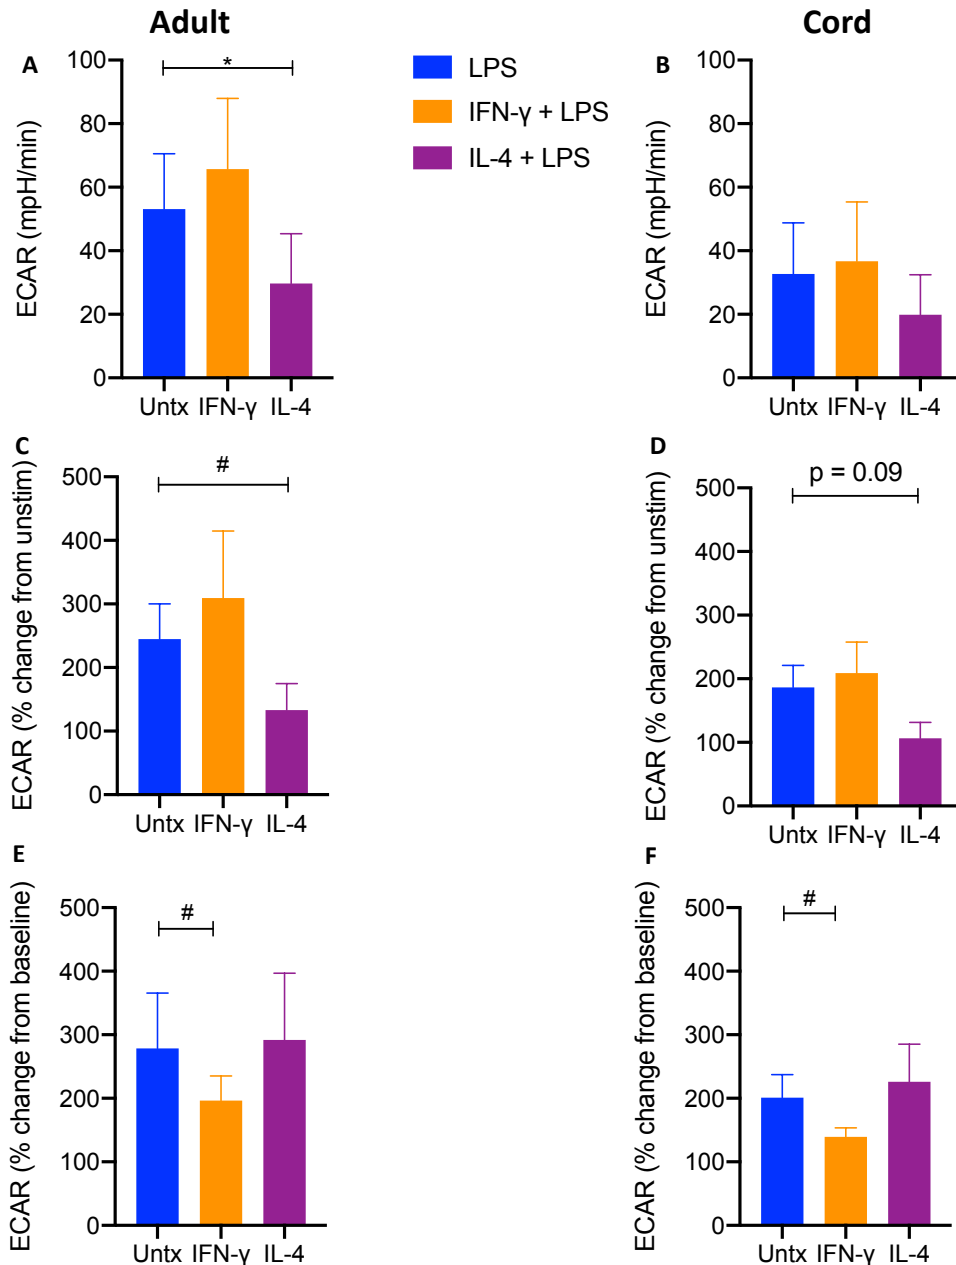 Adult
Cord
A
*
ECAR (mpH/min)
100
80
60
40
20
0
Untx IFN-γ IL-4
LPS
IFN-γ + LPS
IL-4 + LPS
B
ECAR (mpH/min)
100
80
60
40
20
0
Untx IFN-γ IL-4
C
#
ECAR (% change from unstim)
500
400
300
200
100
0
Untx IFN-γ IL-4
D
p = 0.09
ECAR (% change from unstim)
500
400
300
200
100
0
Untx IFN-γ IL-4
E
#
ECAR (% change from baseline)
500
400
300
200
100
0
Untx IFN-γ IL-4
F
#
ECAR (% change from baseline)
500
400
300
200
100
0
Untx IFN-γ IL-4